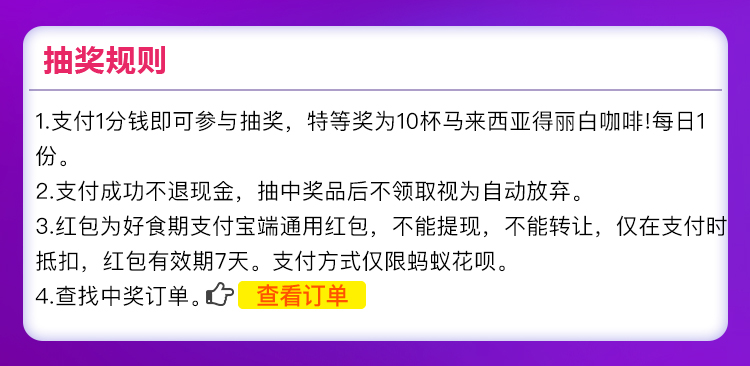 抽奖规则
1.支付1分钱即可参与抽奖，特等奖为10杯马来西亚得丽白咖啡!每日1
份。
2.支付成功不退现金，抽中奖品后不领取视为自动放弃。
3.红包为好食期支付宝端通用红包，不能提现，不能转让，仅在支付时
抵扣，红包有效期7天。支付方式仅限蚂蚁花呗。
4.查找中奖订单。查看订单